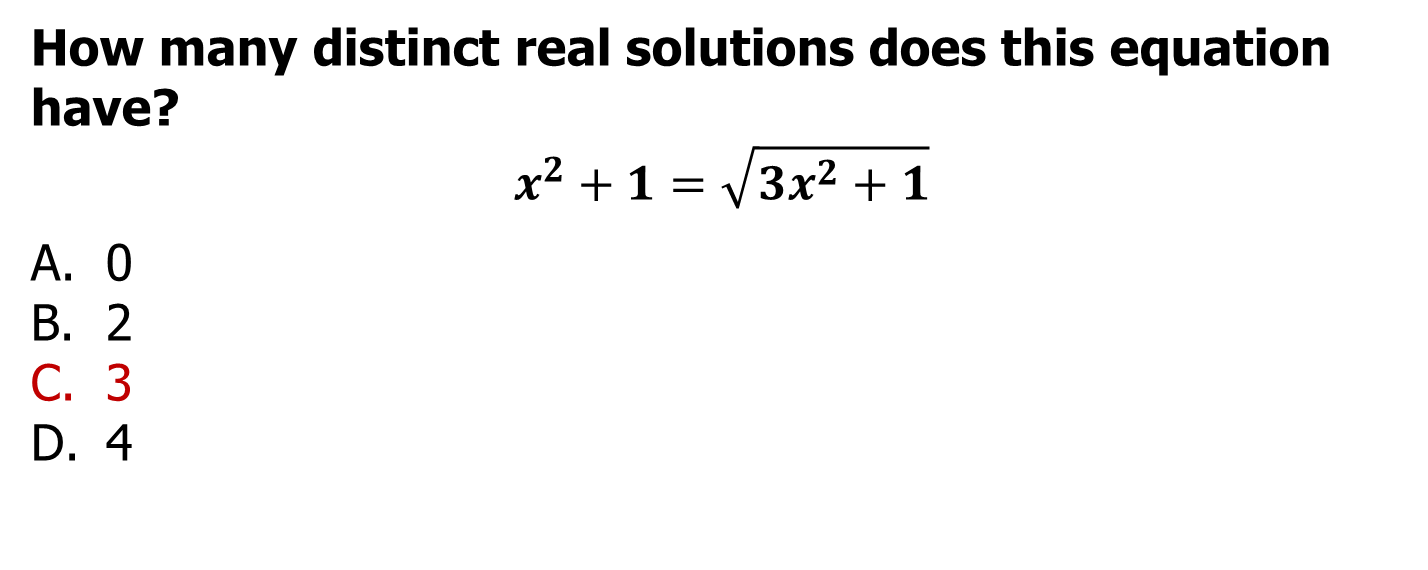 How many distinct real solutions does this equation
have?
x² + 1 = √3x² + 1
A. 0
B. 2
C. 3
D. 4